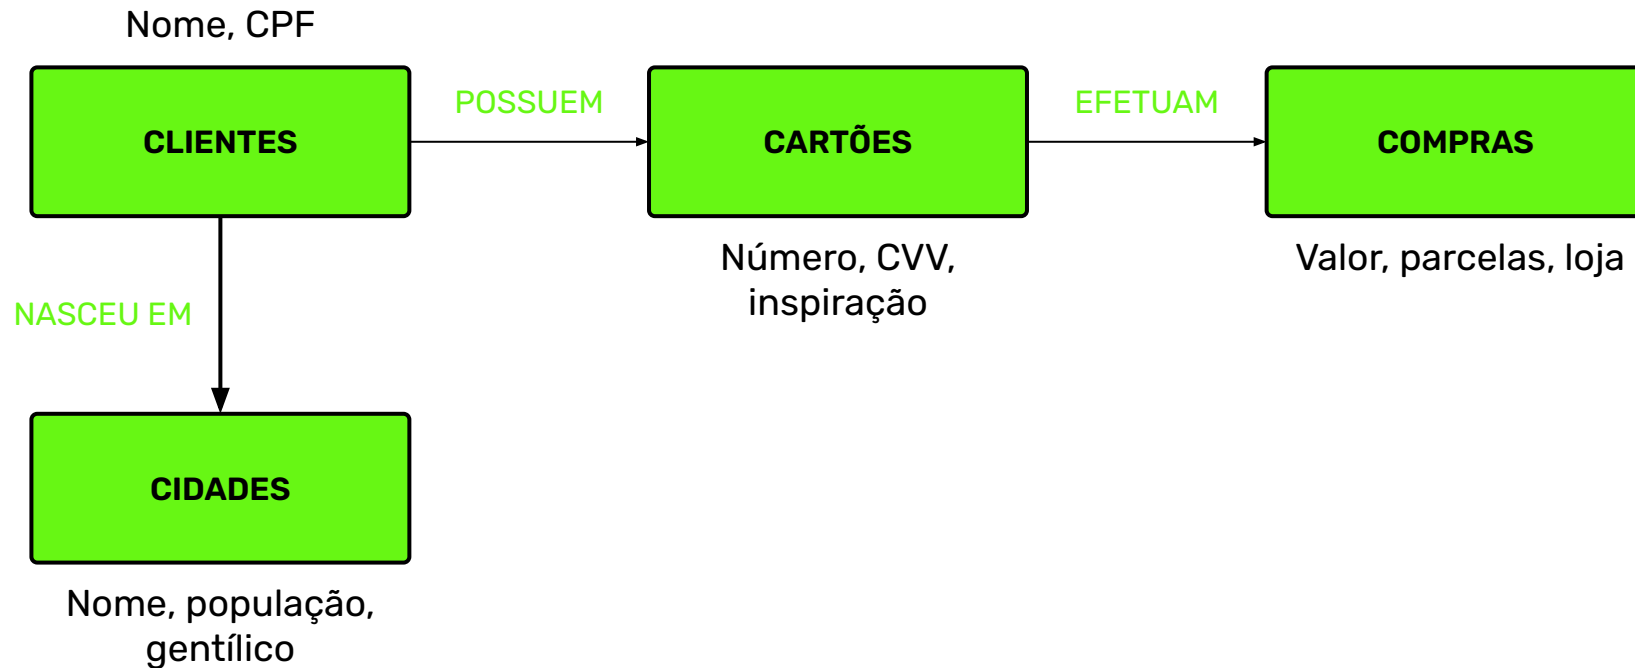 Nome, CPF
CLIENTES
POSSUEM
CARTÕES
EFETUAM
COMPRAS
Número, CVV,
inspiração
Valor, parcelas, loja
NASCEU EM
CIDADES
Nome, população,
gentílico